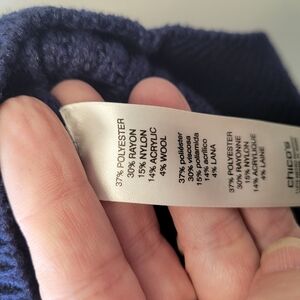 37% POLYESTER
30% RAYON
15% NYLON
14% ACRYLIC
4% WOOL
37% poliéster
30% viscosa
15% poliamida
14% acrílico
4% LANA
37% POLYESTER
30% RAYONNE
15% NYLON
14% ACRYLIQUE
4% LAINE
chico's